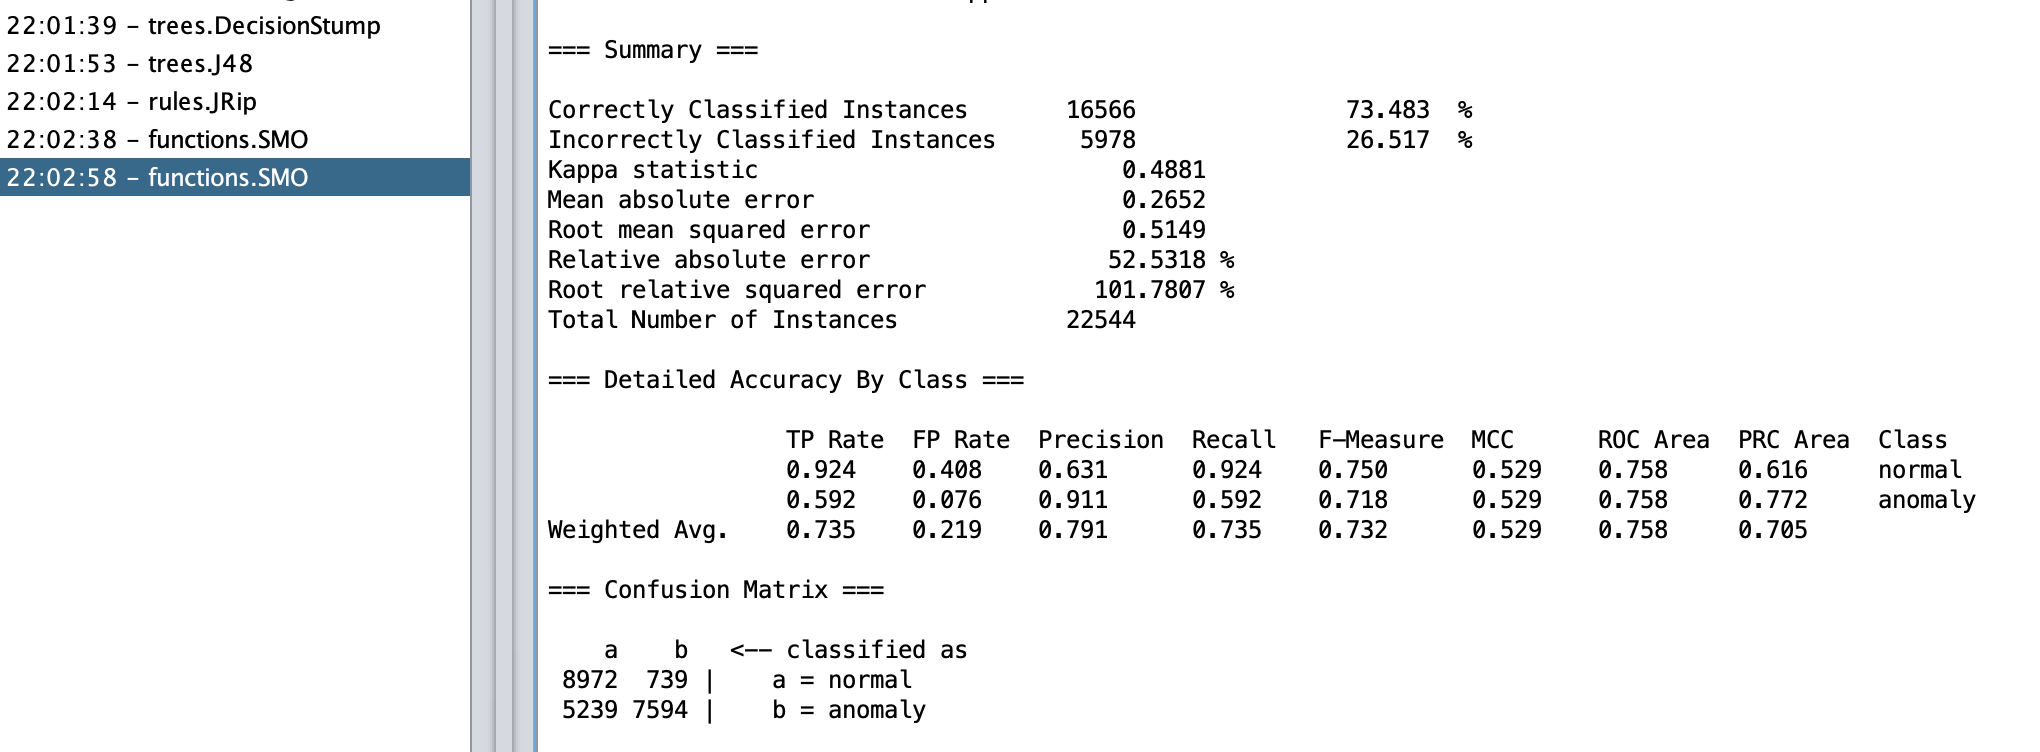 22:01:39 – trees.DecisionStump
22:01:53 – trees.J48
22:02:14 – rules.JRip
22:02:38 – functions.SMO
22:02:58 – functions.SMO
=== Summary ===
Correctly Classified Instances 16566 73.483 %
Incorrectly Classified Instances 5978 26.517 %
Kappa statistic 0.4881
Mean absolute error 0.2652
Root mean squared error 0.5149
Relative absolute error 52.5318 %
Root relative squared error 101.7807 %
Total Number of Instances 22544
=== Detailed Accuracy By Class ===
TP Rate FP Rate Precision Recall F-Measure MCC ROC Area PRC Area Class
0.924 0.408 0.631 0.924 0.750 0.529 0.758 0.616 normal
0.592 0.076 0.911 0.592 0.718 0.529 0.758 0.772 anomaly
Weighted Avg. 0.735 0.219 0.791 0.735 0.732 0.529 0.758 0.705
=== Confusion Matrix ===
a b <-- classified as
8972 739 | a = normal
5239 7594 | b = anomaly